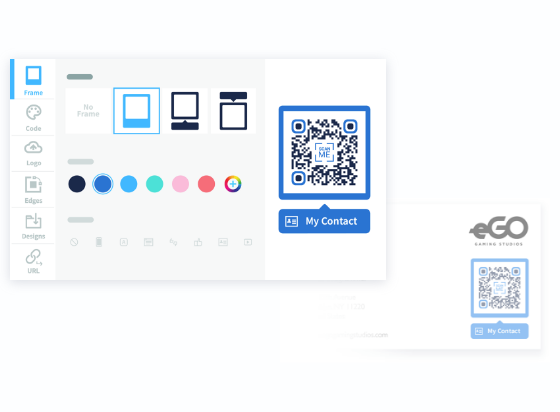 Frame
Code
Logo
Edges
Designs
URL
No
Frame
SCAN
ME
My Contact
eGO
GAMING STUDIOS
My Contact